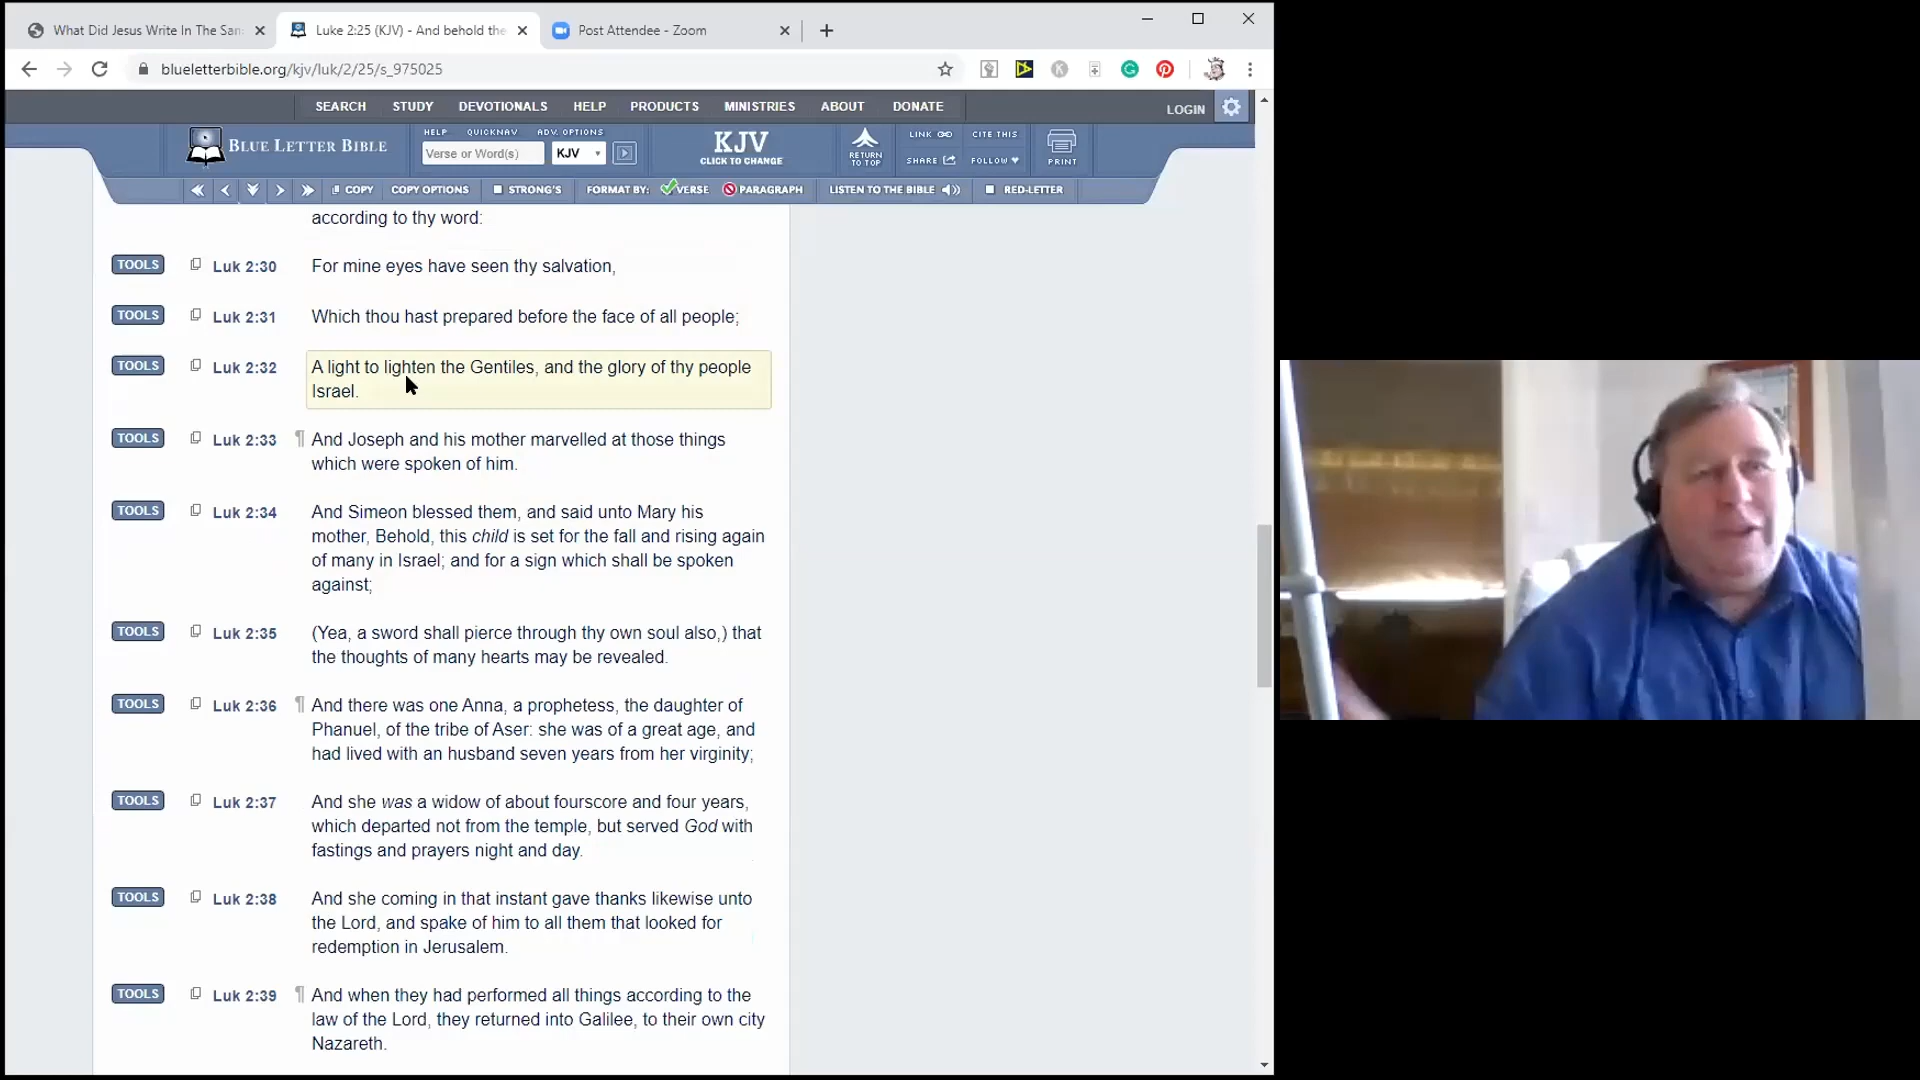 What Did Jesus Write In The San
Luke 2:25 (KJV) - And behold the
Post Attendee - Zoom
blueletterbible.org/kjv/luk/2/25/s_975025
SEARCH STUDY DEVOTIONALS HELP PRODUCTS MINISTRIES ABOUT DONATE
LOGIN
BLUE LETTER BIBLE
HELP QUICKNAV ADV. OPTIONS
Verse or Word(s) KJV
KJV
CLICK TO CHANGE
RETURN
TO TOP
LINK CITE THIS
SHARE FOLLOW
PRINT
COPY COPY OPTIONS STRONG'S FORMAT BY: VERSE PARAGRAPH LISTEN TO THE BIBLE RED-LETTER
according to thy word:
TOOLS Luk 2:30 For mine eyes have seen thy salvation,
TOOLS Luk 2:31 Which thou hast prepared before the face of all people;
TOOLS Luk 2:32 A light to lighten the Gentiles, and the glory of thy people
Israel.
TOOLS Luk 2:33 ¶ And Joseph and his mother marvelled at those things
which were spoken of him.
TOOLS Luk 2:34 And Simeon blessed them, and said unto Mary his
mother, Behold, this child is set for the fall and rising again
of many in Israel; and for a sign which shall be spoken
against;
TOOLS Luk 2:35 (Yea, a sword shall pierce through thy own soul also,) that
the thoughts of many hearts may be revealed.
TOOLS Luk 2:36 ¶ And there was one Anna, a prophetess, the daughter of
Phanuel, of the tribe of Aser: she was of a great age, and
had lived with an husband seven years from her virginity;
TOOLS Luk 2:37 And she was a widow of about fourscore and four years,
which departed not from the temple, but served God with
fastings and prayers night and day.
TOOLS Luk 2:38 And she coming in that instant gave thanks likewise unto
the Lord, and spake of him to all them that looked for
redemption in Jerusalem.
TOOLS Luk 2:39 ¶ And when they had performed all things according to the
law of the Lord, they returned into Galilee, to their own city
Nazareth.